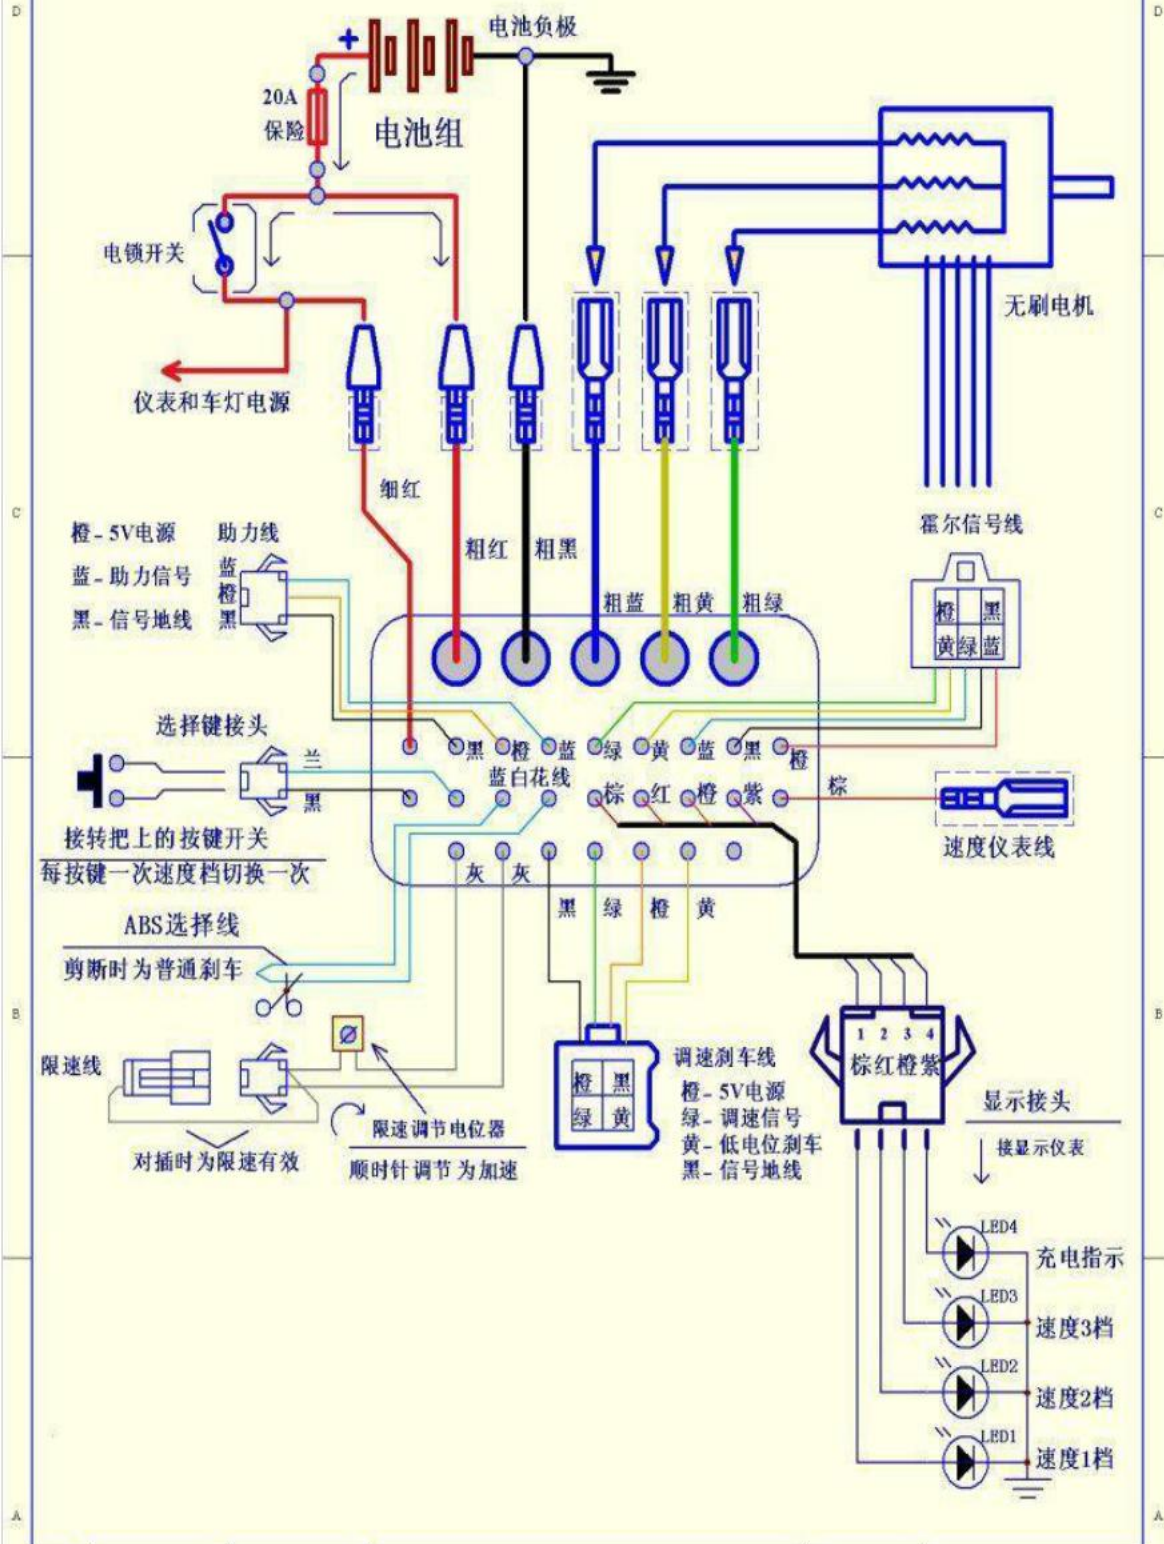 D
D
电池负极
+
20A
保险
电池组
电锁开关
无刷电机
仪表和车灯电源
细红
C
C
霍尔信号线
橙-5V电源
助力线
蓝-助力信号
黑-信号地线
蓝
橙
黑
粗红
粗黑
粗蓝
粗黄
粗绿
橙 黑
黄 绿 蓝
选择键接头
兰
黑
黑 橙 蓝 绿 黄 蓝 黑 橙
蓝白花线
棕 红 橙 紫
棕
速度仪表线
接转把上的按键开关
每按键一次速度档切换一次
灰 灰
黑 绿 橙 黄
ABS选择线
剪断时为普通刹车
B
B
限速线
限速调节电位器
顺时针调节为加速
对插时为限速有效
橙 黑
绿 黄
调速刹车线
橙-5V电源
绿-调速信号
黄-低电位刹车
黑-信号地线
1 2 3 4
棕红橙紫
显示接头
接显示仪表
LED4
充电指示
LED3
速度3档
LED2
速度2档
LED1
速度1档
A
A